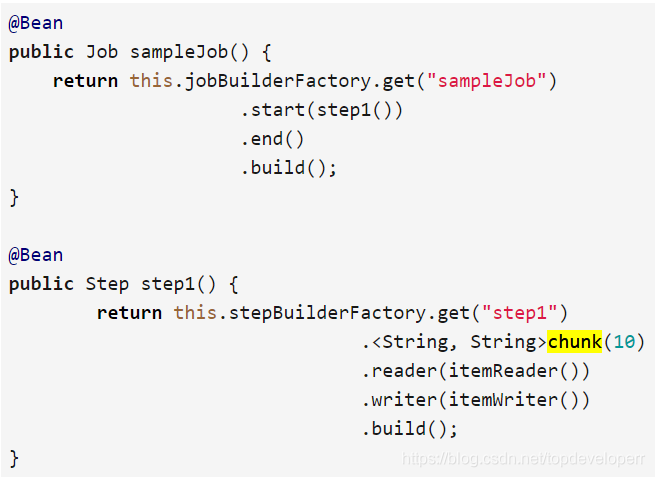 @Bean
public Job sampleJob() {
    return this.jobBuilderFactory.get("sampleJob")
                     .start(step1())
                     .end()
                     .build();
}
@Bean
public Step step1() {
        return this.stepBuilderFactory.get("step1")
                                .<String, String>chunk(10)
                                .reader(itemReader())
                                .writer(itemWriter())
                                .build();
}
https://blog.csdn.net/topdeveloperr